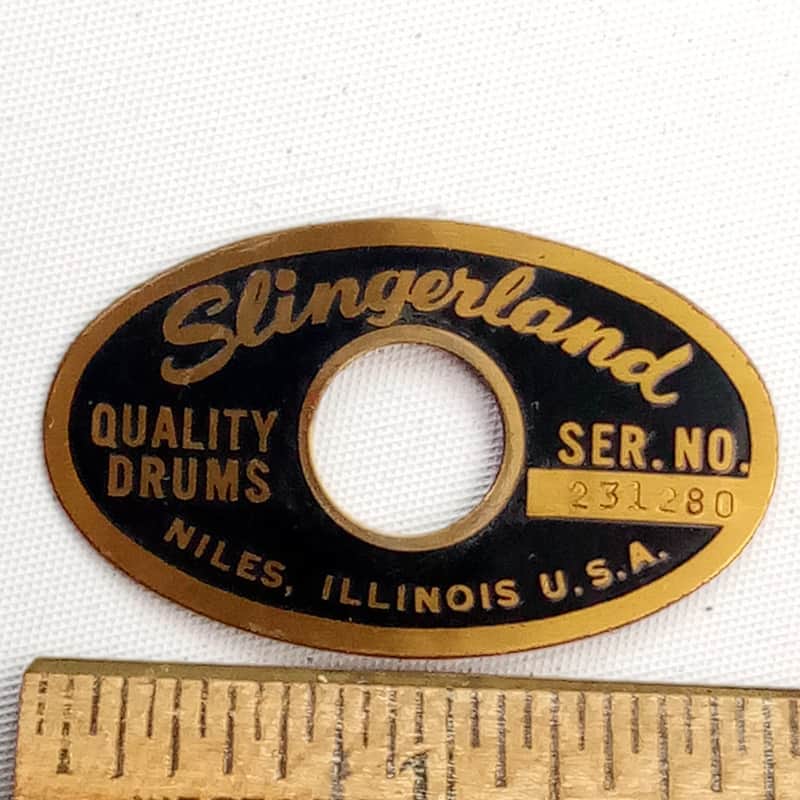 Slingerland
QUALITY
DRUMS
SER. NO.
231280
NILES, ILLINOIS U.S.A.